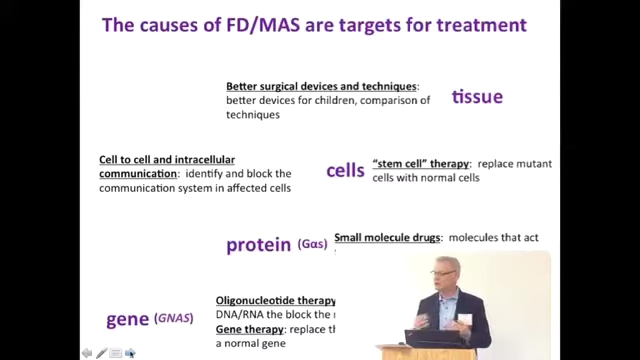 The causes of FD/MAS are targets for treatment
Better surgical devices and techniques:
better devices for children, comparison of
techniques
tissue
Cell to cell and intracellular
communication: identify and block the
communication system in affected cells
cells
"stem cell" therapy: replace mutant
cells with normal cells
protein (Gαs)
Small molecule drugs: molecules that act
gene (GNAS)
Oligonucleotide therapy
DNA/RNA the block the
Gene therapy: replace
a normal gene